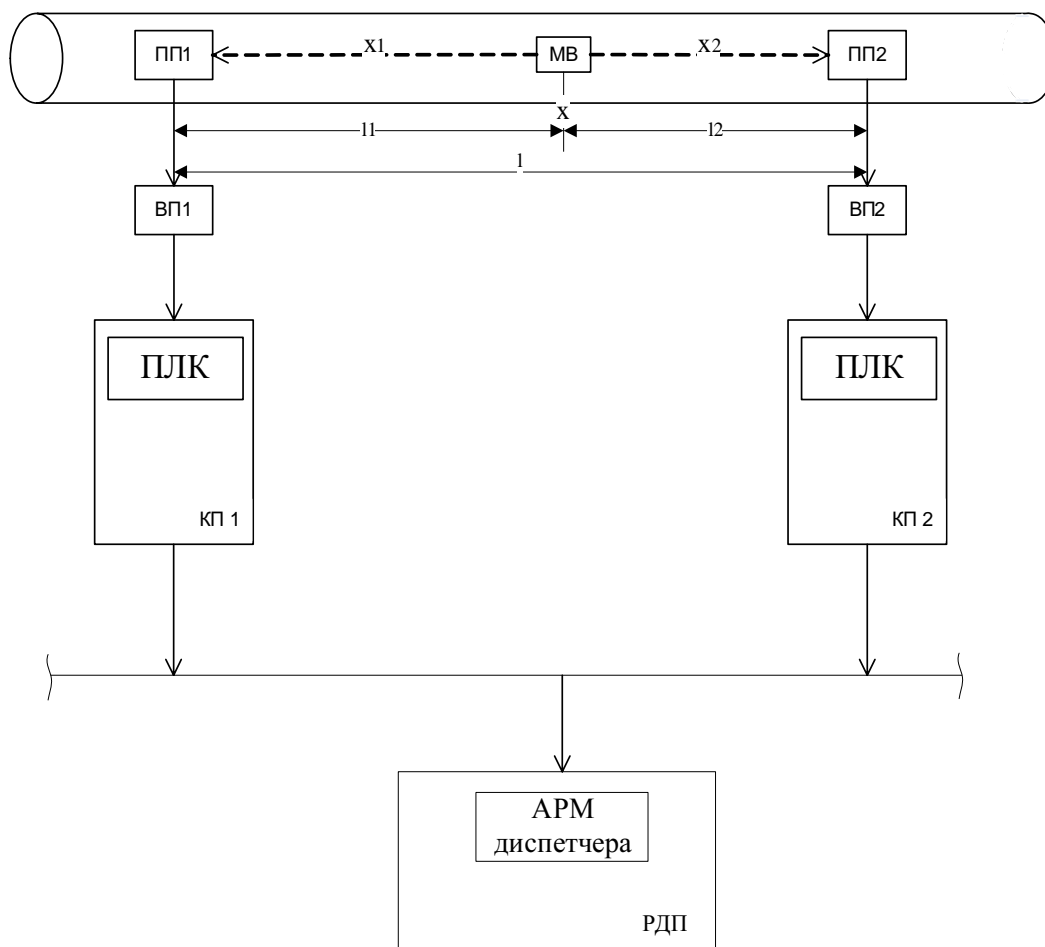 ПП1
X1
МВ
X2
ПП2
X
l1
l2
l
ВП1
ВП2
ПЛК
ПЛК
КП 1
КП 2
АРМ
диспетчера
РДП